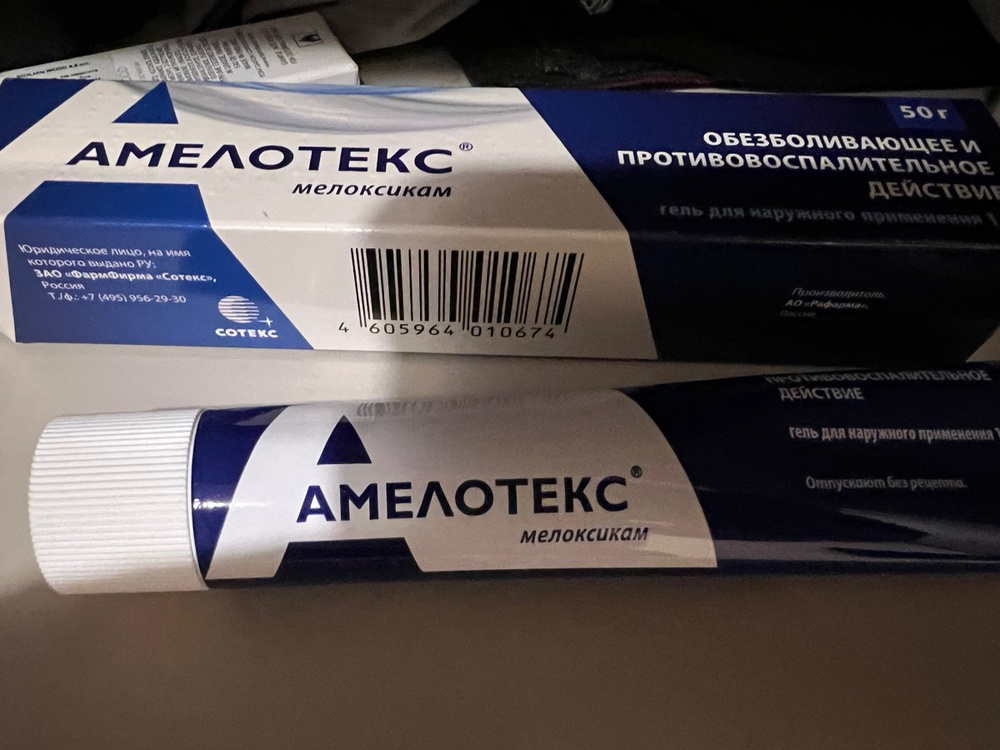 50 г
АМЕЛОТЕКС®
мелоксикам
ОБЕЗБОЛИВАЮЩЕЕ И
ПРОТИВОВОСПАЛИТЕЛЬНОЕ
ДЕЙСТВИЕ
гель для наружного применения 1
Юридическое лицо, на имя
которого выдано РУ:
ЗАО «ФармФирма «Сотекс»,
Россия
Т./ф.: +7 (495) 956-29-30
СОТЕКС
4 605964 010674
Производитель:
АО «Рафарма»,
Россия
ПРОТИВОВОСПАЛИТЕЛЬНОЕ
ДЕЙСТВИЕ
гель для наружного применения 1
Отпускают без рецепта.
АМЕЛОТЕКС®
мелоксикам